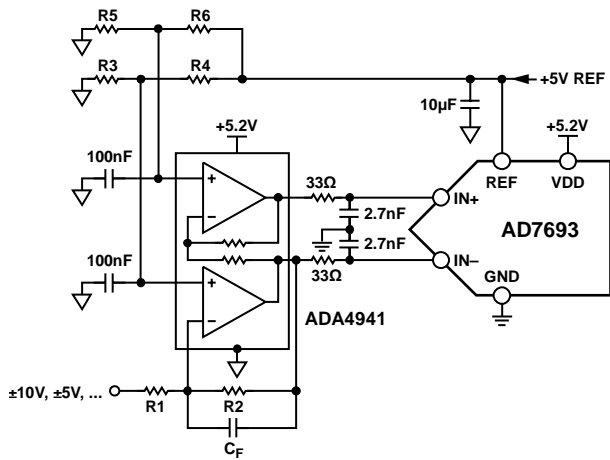 R5
R6
R3
R4
+5V REF
10µF
+5.2V
+5.2V
100nF
REF
VDD
33Ω
IN+
2.7nF
AD7693
2.7nF
100nF
IN–
33Ω
GND
ADA4941
±10V, ±5V, ...
R1
R2
CF
+
–
+
–